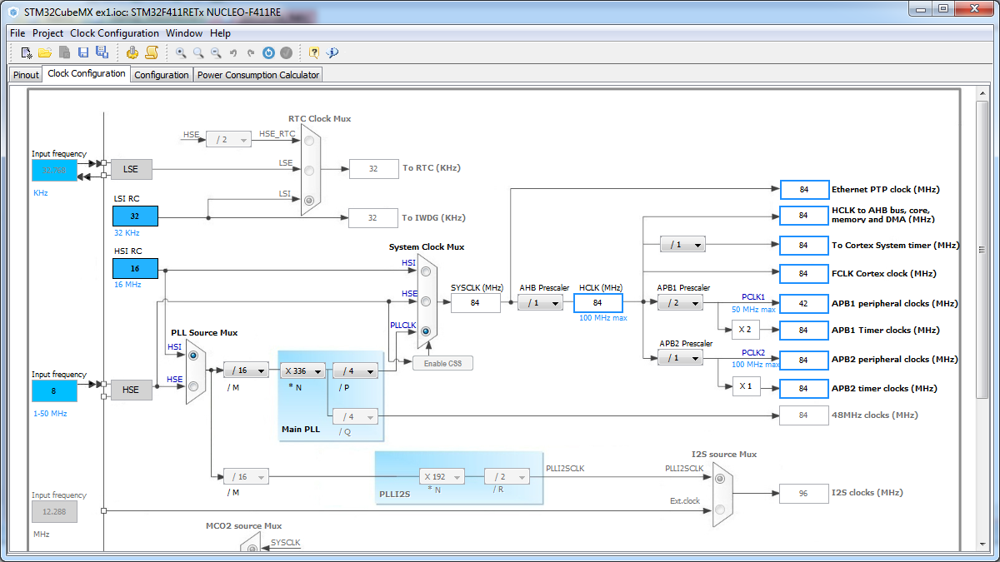 STM32CubeMX ex1.ioc: STM32F411RETx NUCLEO-F411RE
File Project Clock Configuration Window Help
Pinout Clock Configuration Configuration Power Consumption Calculator
RTC Clock Mux
HSE / 2 HSE_RTC
Input frequency
32.768
KHz
LSE
LSE
32 To RTC (KHz)
LSI
LSI RC
32
32 KHz
32 To IWDG (KHz)
HSI RC
16
16 MHz
System Clock Mux
HSI
HSE
PLLCLK
Enable CSS
SYSCLK (MHz)
84
AHB Prescaler
/ 1
HCLK (MHz)
84
100 MHz max
84 Ethernet PTP clock (MHz)
84 HCLK to AHB bus, core,
memory and DMA (MHz)
/ 1 84 To Cortex System timer (MHz)
84 FCLK Cortex clock (MHz)
APB1 Prescaler
/ 2
PCLK1
50 MHz max
42 APB1 peripheral clocks (MHz)
X 2 84 APB1 Timer clocks (MHz)
APB2 Prescaler
/ 1
PCLK2
100 MHz max
84 APB2 peripheral clocks (MHz)
X 1 84 APB2 timer clocks (MHz)
84 48MHz clocks (MHz)
PLL Source Mux
HSI
HSE
Input frequency
8
1-50 MHz
HSE
/ 16
/ M
X 336
* N
/ 4
/ P
/ 4
/ Q
Main PLL
/ 16
/ M
PLLI2S
X 192
* N
/ 2
/ R
PLLI2SCLK
I2S source Mux
PLLI2SCLK
Ext.clock
96 I2S clocks (MHz)
Input frequency
12.288
MHz
MCO2 source Mux
SYSCLK